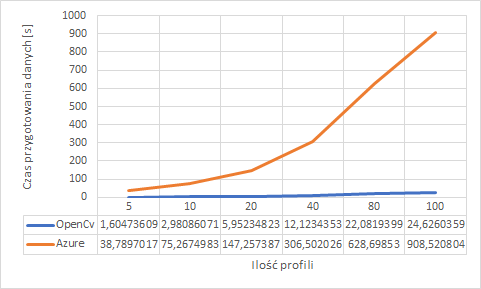 Czas przygotowania danych [s]
1000
900
800
700
600
500
400
300
200
100
0
5 10 20 40 80 100
OpenCv 1,60473609 2,98086071 5,95234823 12,1234353 22,0819399 24,6260359
Azure 38,7897017 75,2674983 147,257387 306,502026 628,69853 908,520804
Ilość profili